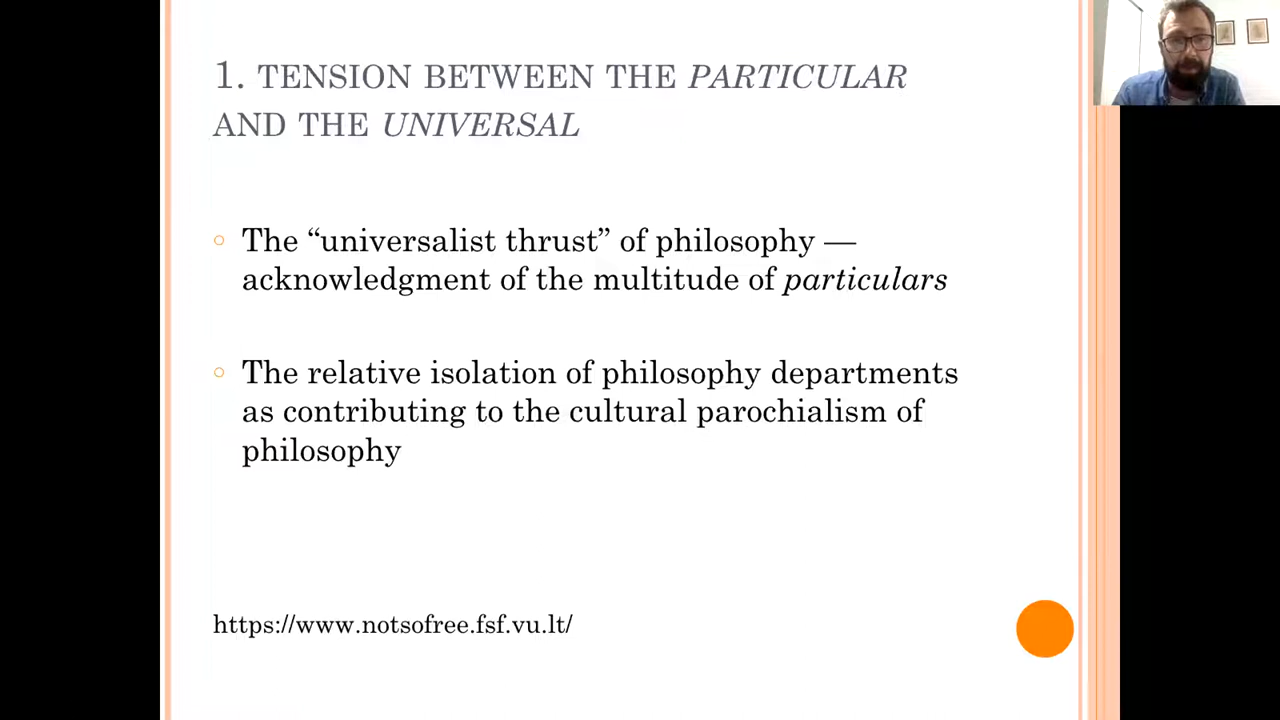 1. TENSION BETWEEN THE PARTICULAR
AND THE UNIVERSAL
The “universalist thrust” of philosophy —
acknowledgment of the multitude of particulars
The relative isolation of philosophy departments
as contributing to the cultural parochialism of
philosophy
https://www.notsofree.fsf.vu.lt/